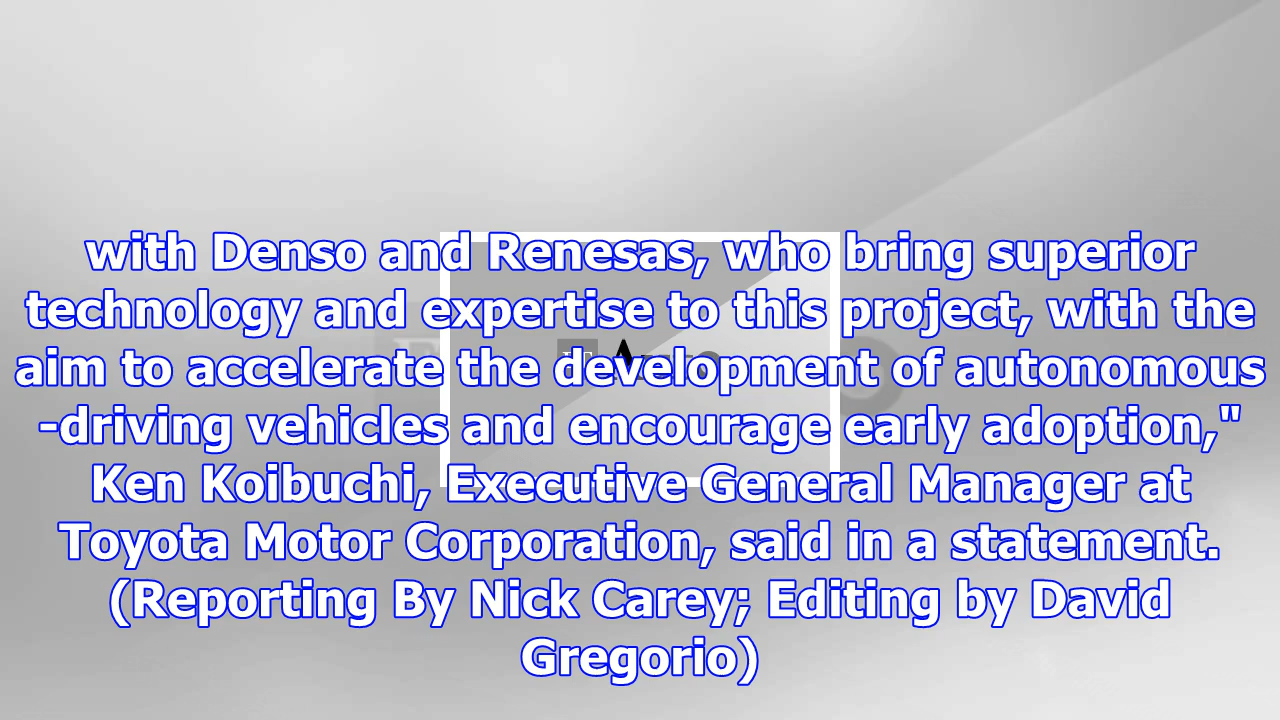 with Denso and Renesas, who bring superior
technology and expertise to this project, with the
aim to accelerate the development of autonomous
-driving vehicles and encourage early adoption,"
Ken Koibuchi, Executive General Manager at
Toyota Motor Corporation, said in a statement.
(Reporting By Nick Carey; Editing by David
Gregorio)